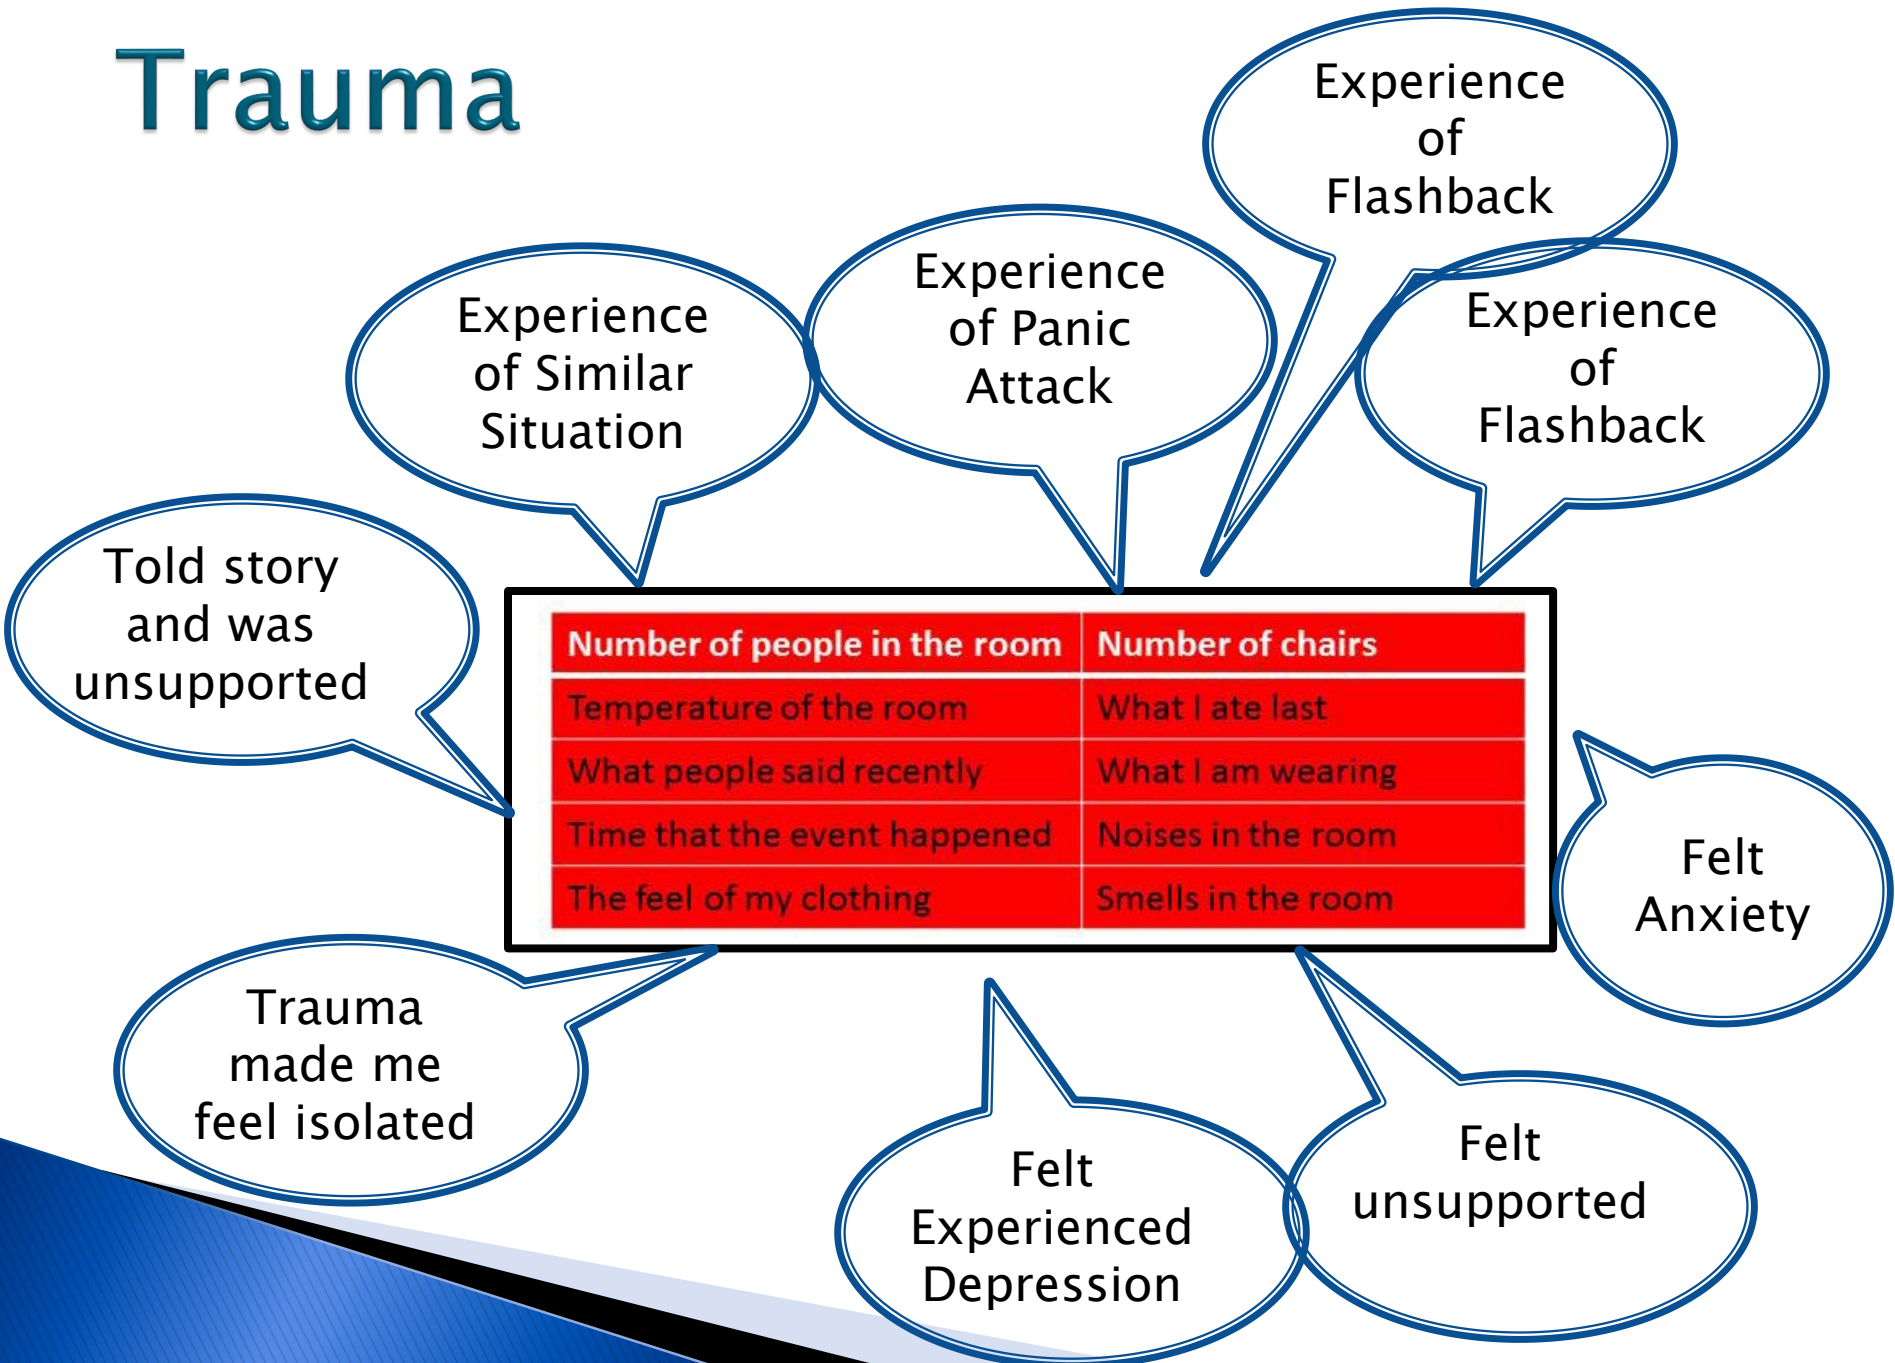 Trauma
Experience
of
Flashback
Experience
of Panic
Attack
Experience
of Similar
Situation
Experience
of
Flashback
Told story
and was
unsupported
Number of people in the room Number of chairs
Temperature of the room What I ate last
What people said recently What I am wearing
Time that the event happened Noises in the room
The feel of my clothing Smells in the room
Felt
Anxiety
Trauma
made me
feel isolated
Felt
Experienced
Depression
Felt
unsupported